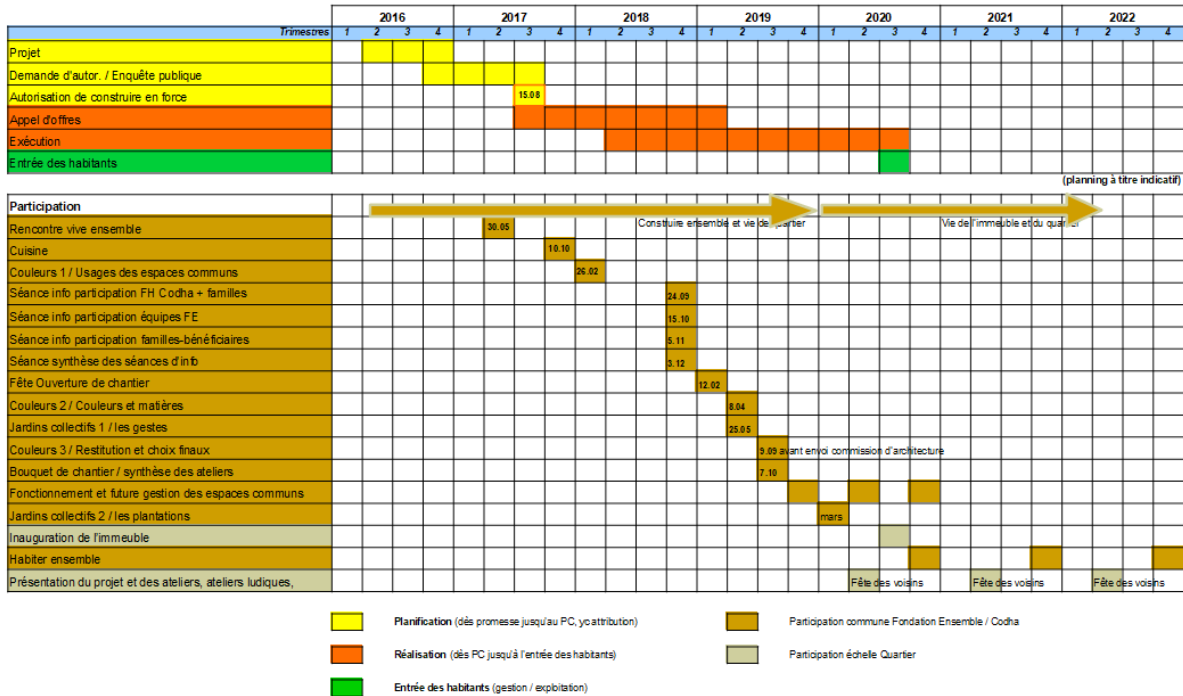 2016 2017 2018 2019 2020 2021 2022
Trimestres 1 2 3 4 1 2 3 4 1 2 3 4 1 2 3 4 1 2 3 4 1 2 3 4 1 2 3 4
Projet
Demande d'autor. / Enquête publique
Autorisation de construire en force 15.08
Appel d'offres
Exécution
Entrée des habitants
(planning à titre indicatif)
Participation
Construire ensemble et vie de quartier Vie de l'immeuble et du quartier
Rencontre vive ensemble 30.05
Cuisine 10.10
Couleurs 1 / Usages des espaces communs 26.02
Séance info participation FH Codha + familles 24.09
Séance info participation équipes FE 15.10
Séance info participation familles-bénéficiaires 5.11
Séance synthèse des séances d'info 3.12
Fête Ouverture de chantier 12.02
Couleurs 2 / Couleurs et matières 8.04
Jardins collectifs 1 / les gestes 25.05
Couleurs 3 / Restitution et choix finaux 9.09 avant envoi commission d'architecture
Bouquet de chantier / synthèse des ateliers 7.10
Fonctionnement et future gestion des espaces communs
Jardins collectifs 2 / les plantations mars
Inauguration de l'immeuble
Habiter ensemble
Présentation du projet et des ateliers, ateliers ludiques, Fête des voisins Fête des voisins Fête des voisins
Planification (dès promesse jusqu'au PC, yc attribution) Participation commune Fondation Ensemble / Codha
Réalisation (dès PC jusqu'à l'entrée des habitants) Participation échelle Quartier
Entrée des habitants (gestion / exploitation)